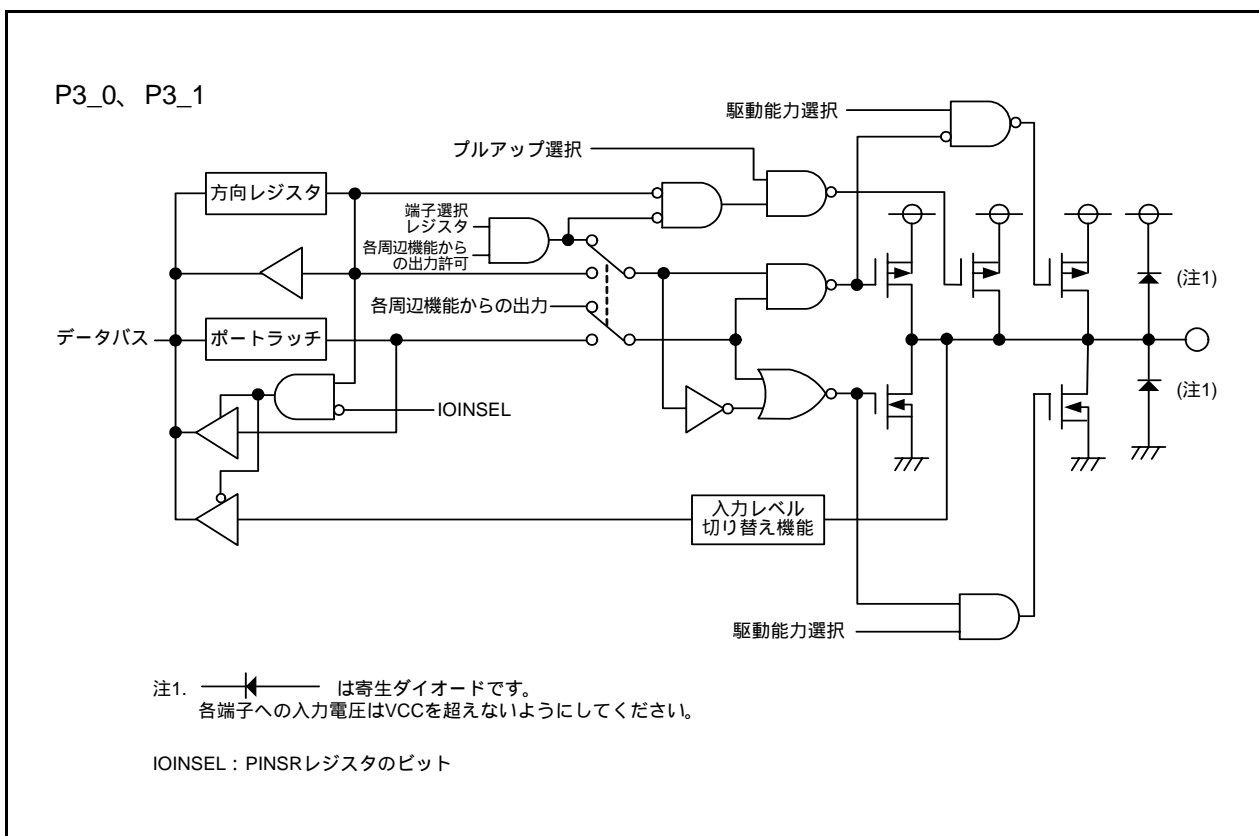 P3_0、P3_1
駆動能力選択
プルアップ選択
方向レジスタ
端子選択
レジスタ
各周辺機能から
の出力許可
(注1)
各周辺機能からの出力
データバス
ポートラッチ
(注1)
IOINSEL
入力レベル
切り替え機能
駆動能力選択
注1. は寄生ダイオードです。
各端子への入力電圧はVCCを超えないようにしてください。
IOINSEL:PINSRレジスタのビット